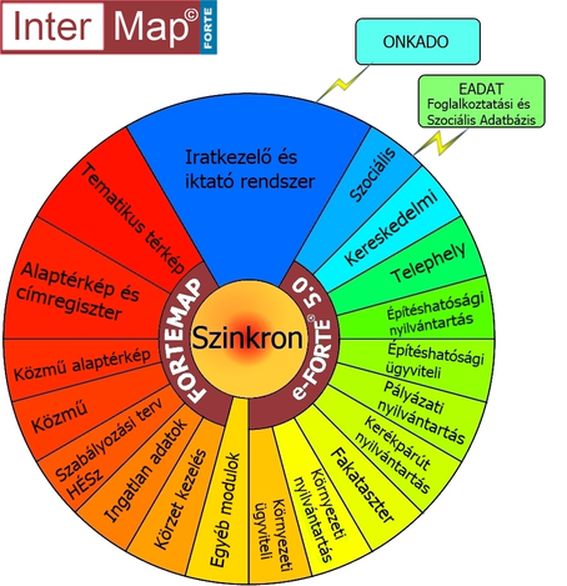 Inter Map©
FORTE
ONKADO
EADAT
Foglalkoztatási és
Szociális Adatbázis
Iratkezelő és
iktató rendszer
Szociális
Kereskedelmi
Telephely
Építéshatósági
nyilvántartás
Építéshatósági
ügyviteli
Pályázati
nyilvántartás
Kerékpárút
nyilvántartás
Fakataszter
Környezeti
nyilvántartás
Környezeti
ügyviteli
Egyéb modulok
Körzet kezelés
Ingatlan adatok
Szabályozási terv
HÉSz
Közmű
Közmű alaptérkép
Alaptérkép és
címregiszter
Tematikus térkép
FORTEMAP
e-FORTE® 5.0
Szinkron